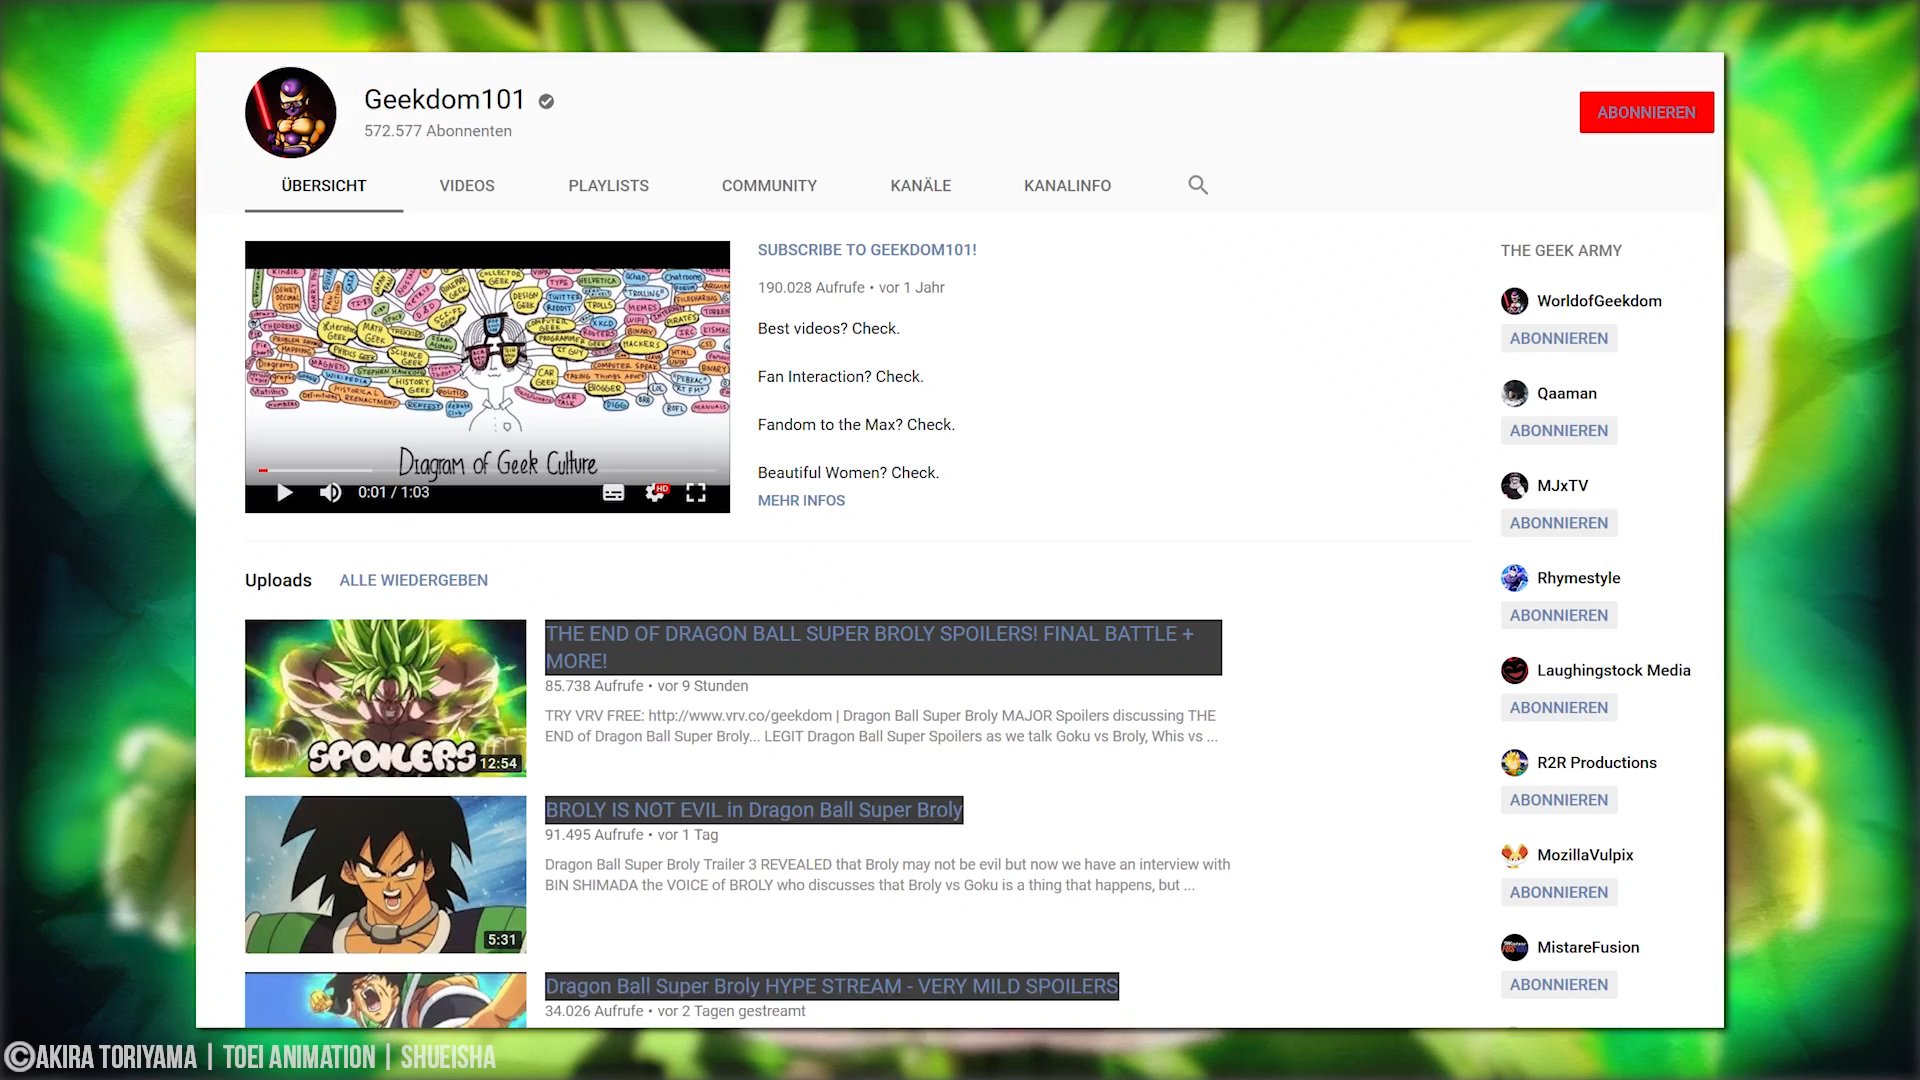 Geekdom101
572.577 Abonnenten
ABONNIEREN
ÜBERSICHT
VIDEOS
PLAYLISTS
COMMUNITY
KANÄLE
KANALINFO
Diagram of Geek Culture
0:01 / 1:03
HD
SUBSCRIBE TO GEEKDOM101!
190.028 Aufrufe • vor 1 Jahr
Best videos? Check.
Fan Interaction? Check.
Fandom to the Max? Check.
Beautiful Women? Check.
MEHR INFOS
Uploads
ALLE WIEDERGEBEN
SPOILERS
12:54
THE END OF DRAGON BALL SUPER BROLY SPOILERS! FINAL BATTLE +
MORE!
85.738 Aufrufe • vor 9 Stunden
TRY VRV FREE: http://www.vrv.co/geekdom | Dragon Ball Super Broly MAJOR Spoilers discussing THE
END of Dragon Ball Super Broly... LEGIT Dragon Ball Super Spoilers as we talk Goku vs Broly, Whis vs ...
5:31
BROLY IS NOT EVIL in Dragon Ball Super Broly
91.495 Aufrufe • vor 1 Tag
Dragon Ball Super Broly Trailer 3 REVEALED that Broly may not be evil but now we have an interview with
BIN SHIMADA the VOICE of BROLY who discusses that Broly vs Goku is a thing that happens, but ...
Dragon Ball Super Broly HYPE STREAM - VERY MILD SPOILERS
34.026 Aufrufe • vor 2 Tagen gestreamt
THE GEEK ARMY
WorldofGeekdom
ABONNIEREN
Qaaman
ABONNIEREN
MJxTV
ABONNIEREN
Rhymestyle
ABONNIEREN
Laughingstock Media
ABONNIEREN
R2R Productions
ABONNIEREN
MozillaVulpix
ABONNIEREN
MistareFusion
ABONNIEREN
©AKIRA TORIYAMA | TOEI ANIMATION | SHUEISHA